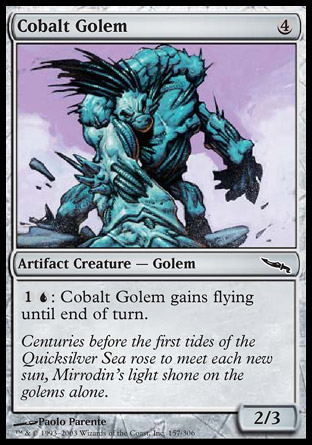 Cobalt Golem 4
Artifact Creature — Golem
1 : Cobalt Golem gains flying
until end of turn.
Centuries before the first tides of the
Quicksilver Sea rose to meet each new
sun, Mirrodin's light shone on the
golems alone.
Paolo Parente
™ & © 1993–2003 Wizards of the Coast, Inc. 157/306
2/3